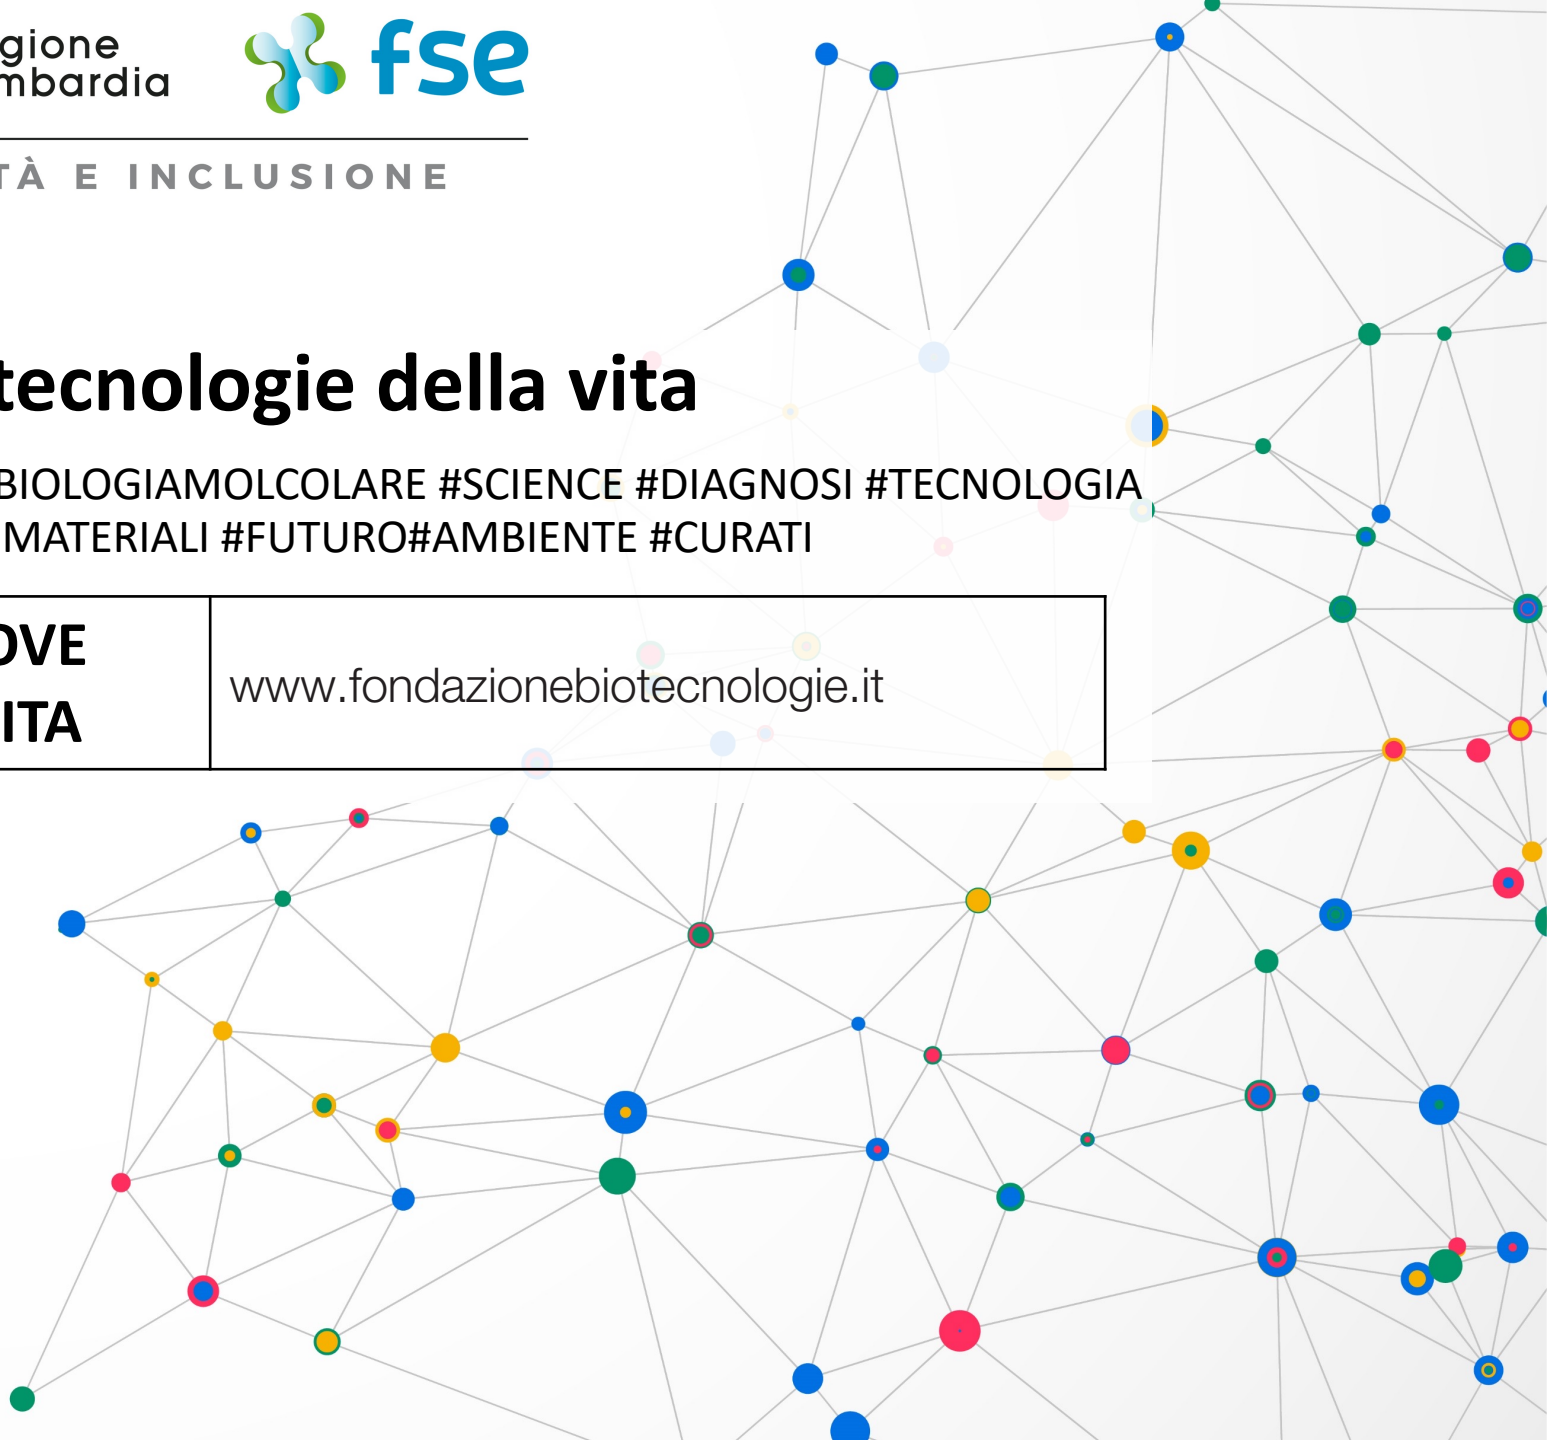 gione
mbardia
fse
TÀ E INCLUSIONE
tecnologie della vita
BIOLOGIAMOLCOLARE #SCIENCE #DIAGNOSI #TECNOLOGIA
MATERIALI #FUTURO#AMBIENTE #CURATI
OVE
ITA
www.fondazionebiotecnologie.it